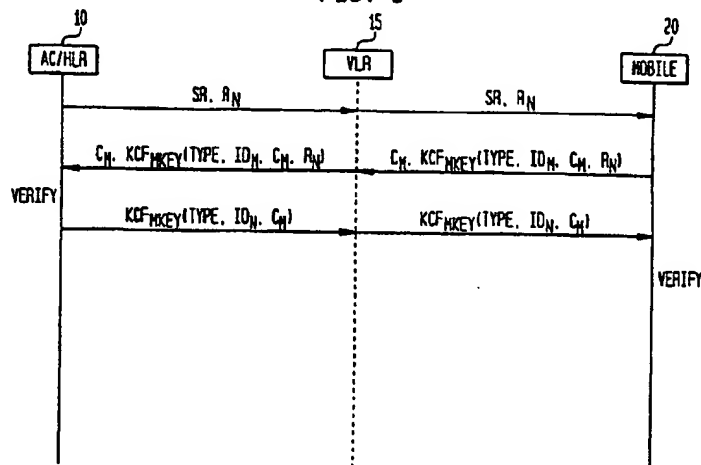 10
15
20
AC/HLR
VLR
MOBILE
SR, RN
SR, RN
CM, KCFMKEY(TYPE, IDM, CM, RN)
CM, KCFMKEY(TYPE, IDM, CM, RN)
VERIFY
KCFMKEY(TYPE, IDN, CM)
KCFMKEY(TYPE, IDN, CM)
VERIFY